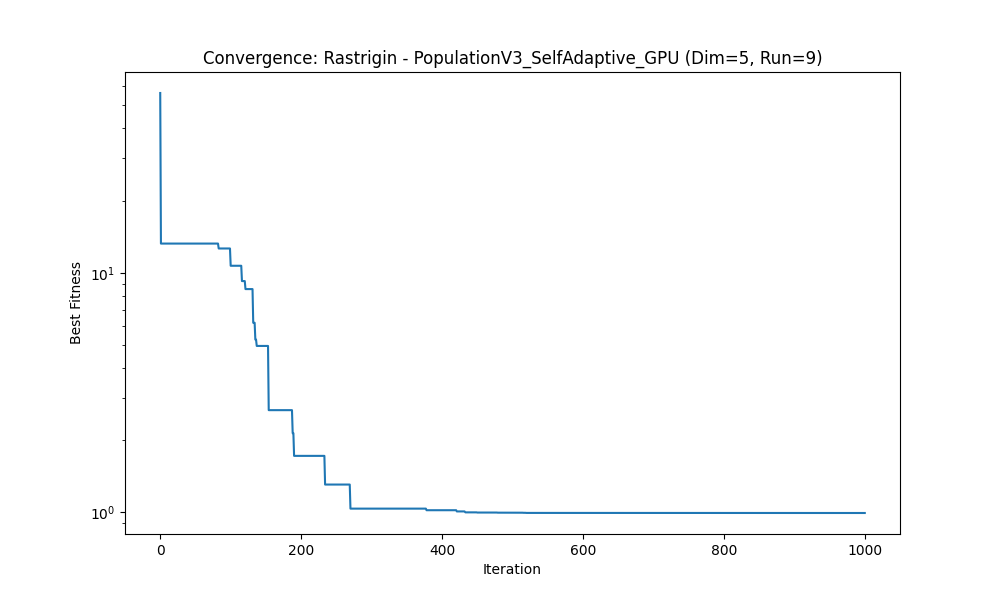 Convergence: Rastrigin - PopulationV3_SelfAdaptive_GPU (Dim=5, Run=9)
Best Fitness
10¹
10⁰
0 200 400 600 800 1000
Iteration